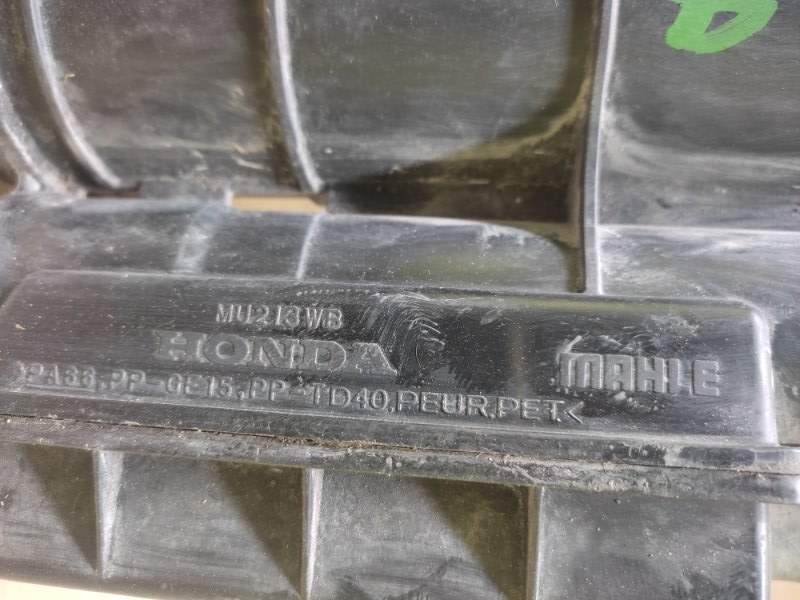 MU213WB
HONDA
MAHLE
>PA66,PP-GF15,PP-TD40,PEUR,PET<